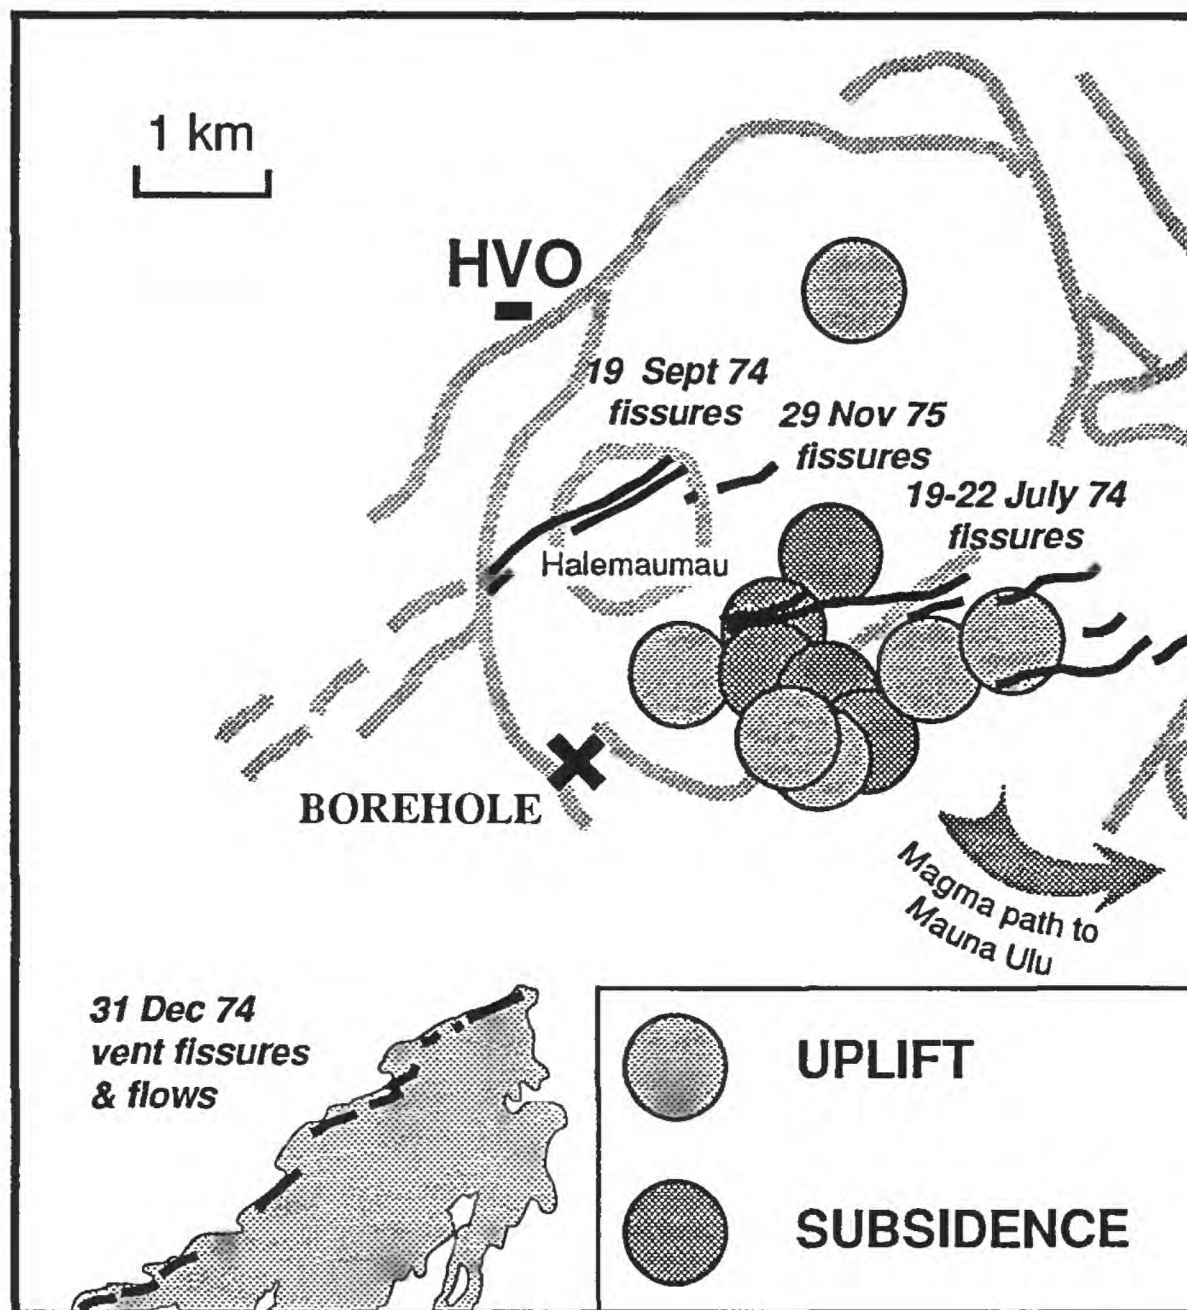 1 km
HVO
19 Sept 74
fissures
29 Nov 75
fissures
19-22 July 74
fissures
Halemaumau
BOREHOLE
Magma path to
Mauna Ulu
31 Dec 74
vent fissures
& flows
UPLIFT
SUBSIDENCE